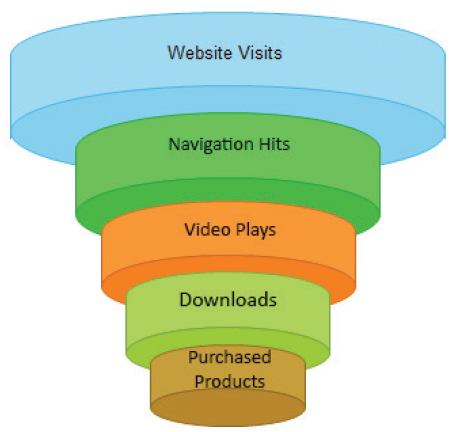 Website Visits
Navigation Hits
Video Plays
Downloads
Purchased
Products